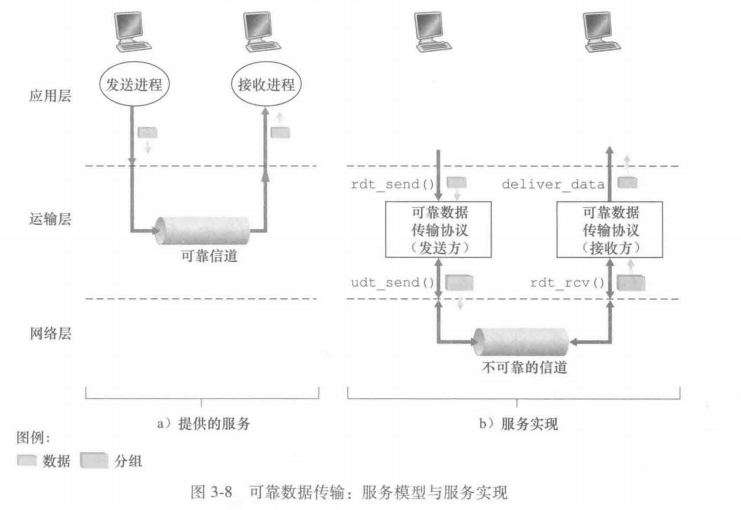 应用层
发送进程
接收进程
运输层
可靠信道
rdt_send()
deliver_data
可靠数据
传输协议
(发送方)
可靠数据
传输协议
(接收方)
udt_send()
rdt_rcv()
网络层
不可靠的信道
a)提供的服务
b)服务实现
图例:
数据
分组
图 3-8 可靠数据传输:服务模型与服务实现